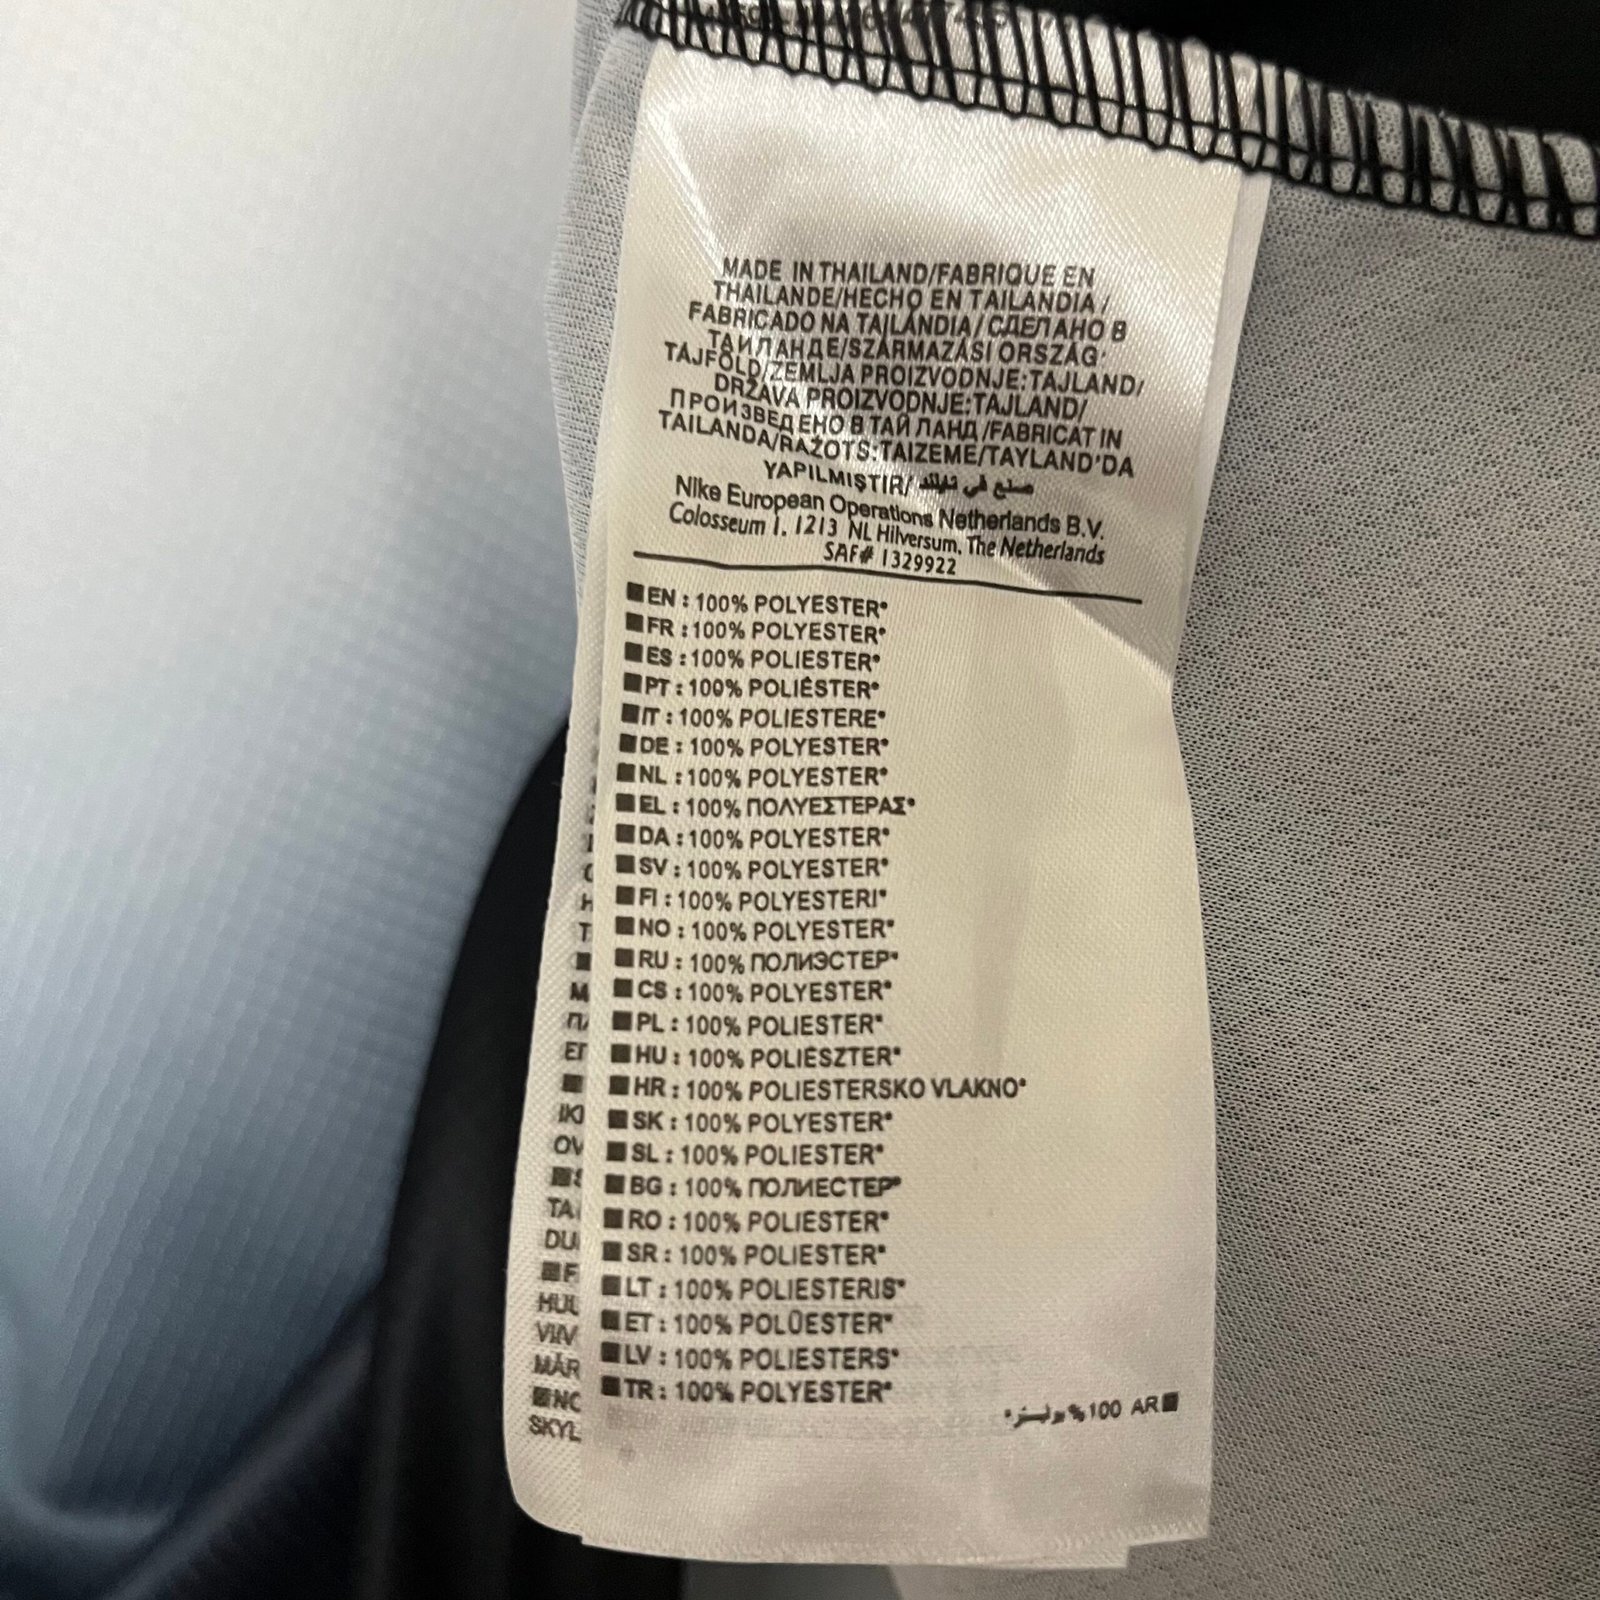 MADE IN THAILAND/FABRIQUE EN
THAILANDE/HECHO EN TAILANDIA /
FABRICADO NA TAJLÁNDIA / СДЕЛАНО В
ТАИЛАНДЕ/SZÁRMAZÁSI ORSZÁG:
TÁJFÖLD/ZEMLJA PROIZVODNJE:TAJLAND/
DRŽAVA PROIZVODNJE:TAJLAND/
ПРОИЗВЕДЕНО В ТАЙЛАНД /FABRICAT IN
TAILANDA/RAŽOTS:TAIZEME/TAYLAND'DA
YAPILMIŞTIR/ صنع في تايلند
Nike European Operations Netherlands B.V.
Colosseum 1, 1213 NL Hilversum, The Netherlands
SAF# 1329922
EN : 100% POLYESTER*
FR : 100% POLYESTER*
ES : 100% POLIESTER*
PT : 100% POLIÉSTER*
IT : 100% POLIESTERE*
DE : 100% POLYESTER*
NL : 100% POLYESTER*
EL : 100% ΠΟΛΥΕΣΤΕΡΑΣ*
DA : 100% POLYESTER*
SV : 100% POLYESTER*
FI : 100% POLYESTERI*
NO : 100% POLYESTER*
RU : 100% ПОЛИЭСТЕР*
CS : 100% POLYESTER*
PL : 100% POLIESTER*
HU : 100% POLIÉSZTER*
HR : 100% POLIESTERSKO VLAKNO*
SK : 100% POLYESTER*
SL : 100% POLIESTER*
BG : 100% ПОЛИЕСТЕР*
RO : 100% POLIESTER*
SR : 100% POLIESTER*
LT : 100% POLIESTERIS*
ET : 100% POLÜESTER*
LV : 100% POLIESTERS*
TR : 100% POLYESTER*
AR 100% بوليستر*